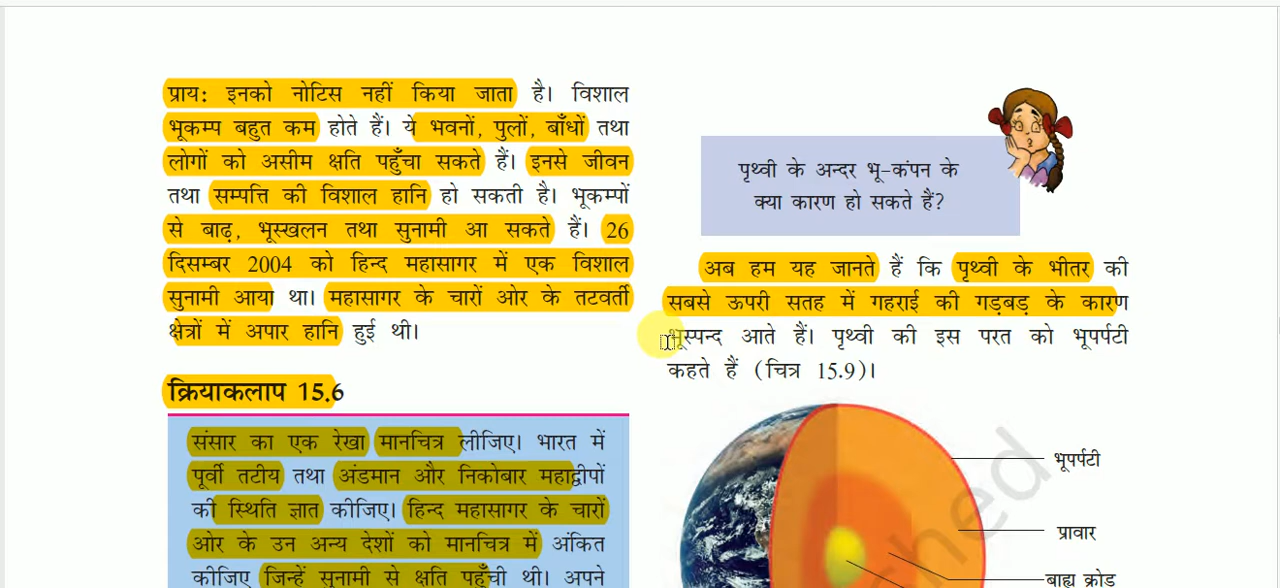 प्राय: इनको नोटिस नहीं किया जाता है। विशाल
भूकम्प बहुत कम होते हैं। ये भवनों, पुलों, बाँधों तथा
लोगों को असीम क्षति पहुँचा सकते हैं। इनसे जीवन
तथा सम्पत्ति की विशाल हानि हो सकती है। भूकम्पों
से बाढ़, भूस्खलन तथा सुनामी आ सकते हैं। 26
दिसम्बर 2004 को हिन्द महासागर में एक विशाल
सुनामी आया था। महासागर के चारों ओर के तटवर्ती
क्षेत्रों में अपार हानि हुई थी।
क्रियाकलाप 15.6
संसार का एक रेखा मानचित्र लीजिए। भारत में
पूर्वी तटीय तथा अंडमान और निकोबार महाद्वीपों
की स्थिति ज्ञात कीजिए। हिन्द महासागर के चारों
ओर के उन अन्य देशों को मानचित्र में अंकित
कीजिए जिन्हें सुनामी से क्षति पहुँची थी। अपने
पृथ्वी के अन्दर भू-कंपन के
क्या कारण हो सकते हैं?
अब हम यह जानते हैं कि पृथ्वी के भीतर की
सबसे ऊपरी सतह में गहराई की गड़बड़ के कारण
भूस्पन्द आते हैं। पृथ्वी की इस परत को भूपर्पटी
कहते हैं (चित्र 15.9)।
भूपर्पटी
प्रावार
बाह्य क्रोड